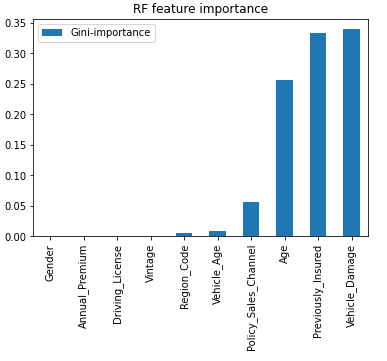 RF feature importance
Gini-importance
0.35
0.30
0.25
0.20
0.15
0.10
0.05
0.00
Gender
Annual_Premium
Driving_License
Vintage
Region_Code
Vehicle_Age
Policy_Sales_Channel
Age
Previously_Insured
Vehicle_Damage